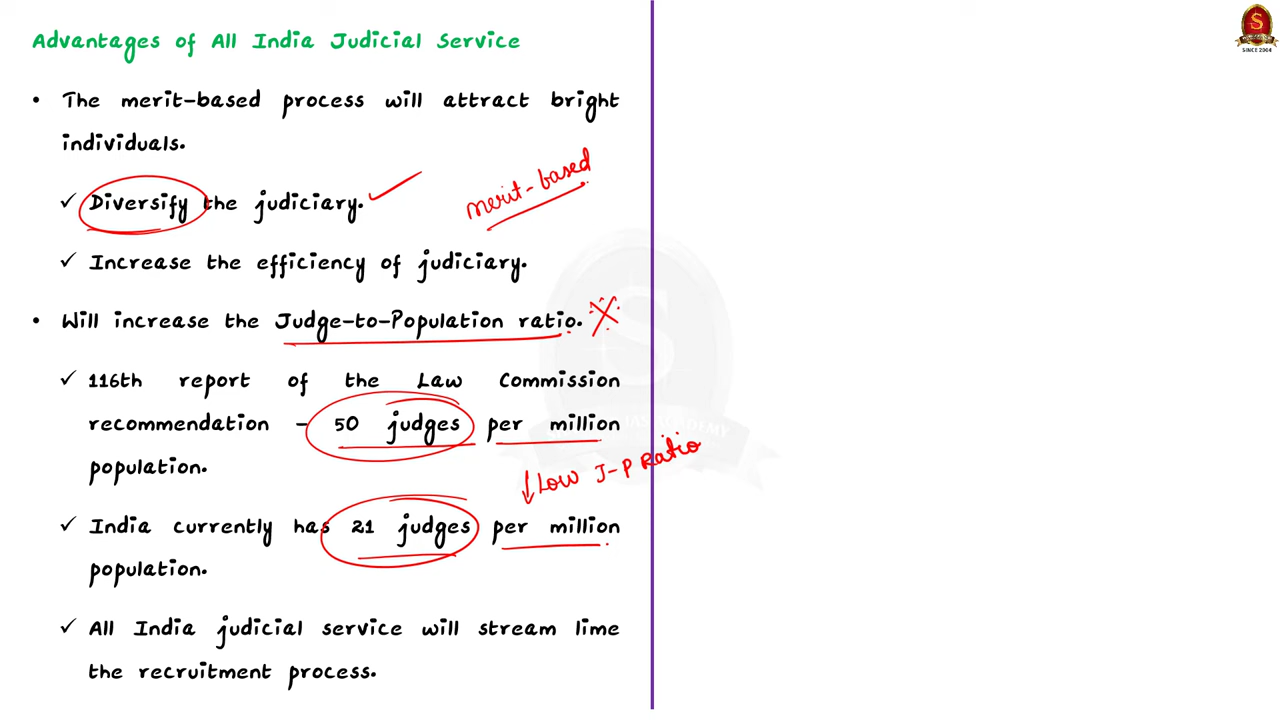 Advantages of All India Judicial Service
• The merit-based process will attract bright
individuals.
✓ Diversify the judiciary.
merit-based
✓ Increase the efficiency of judiciary.
• Will increase the Judge-to-Population ratio.
✓ 116th report of the Law Commission
recommendation - 50 judges per million
population.
↓ Low J-P Ratio
✓ India currently has 21 judges per million
population.
✓ All India judicial service will stream lime
the recruitment process.
S
SINCE 2004
S
ACADEMY